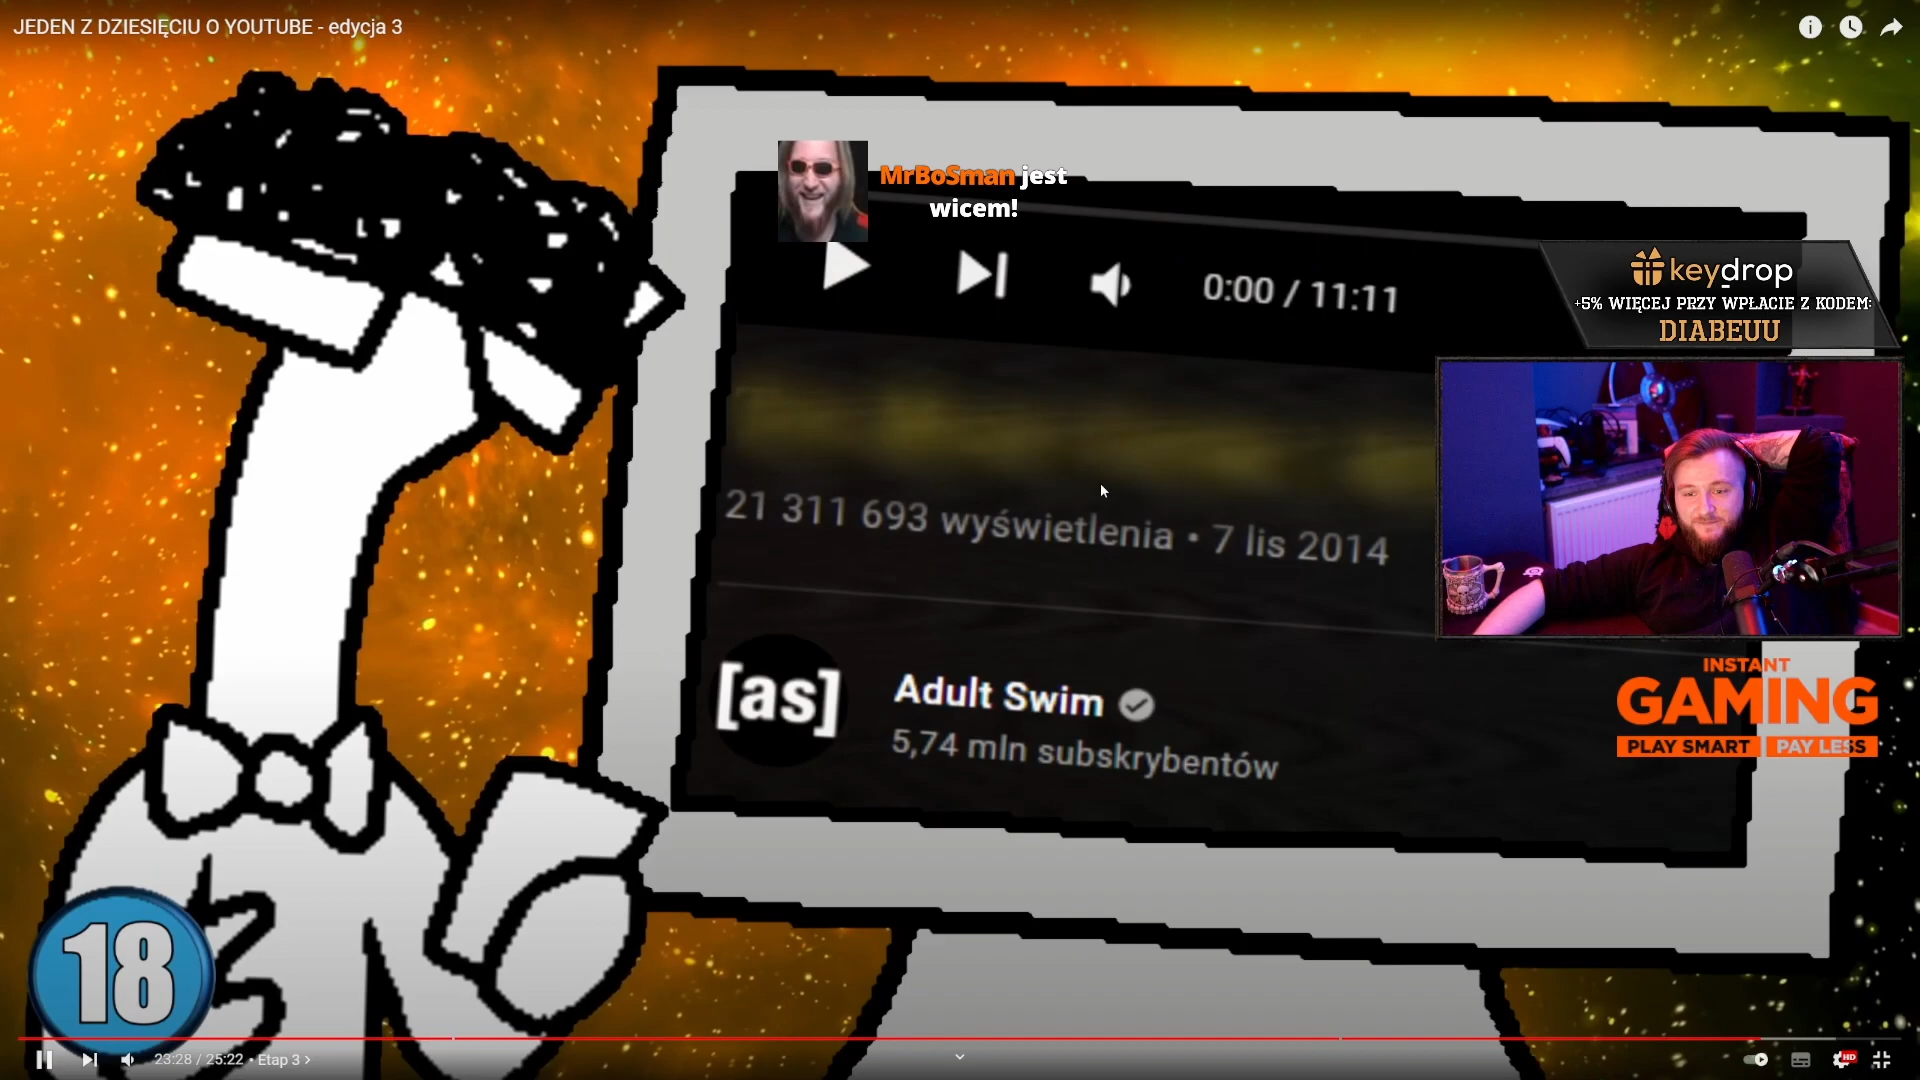 JEDEN Z DZIESIĘCIU O YOUTUBE - edycja 3
MrBoSman jest
wicem!
0:00 / 11:11
keydrop
+5% WIĘCEJ PRZY WPŁACIE Z KODEM:
DIABEUU
21 311 693 wyświetlenia • 7 lis 2014
[as]
Adult Swim
5,74 mln subskrybentów
INSTANT
GAMING
PLAY SMART PAY LESS
18
23:28 / 25:22 • Etap 3 ›
HD